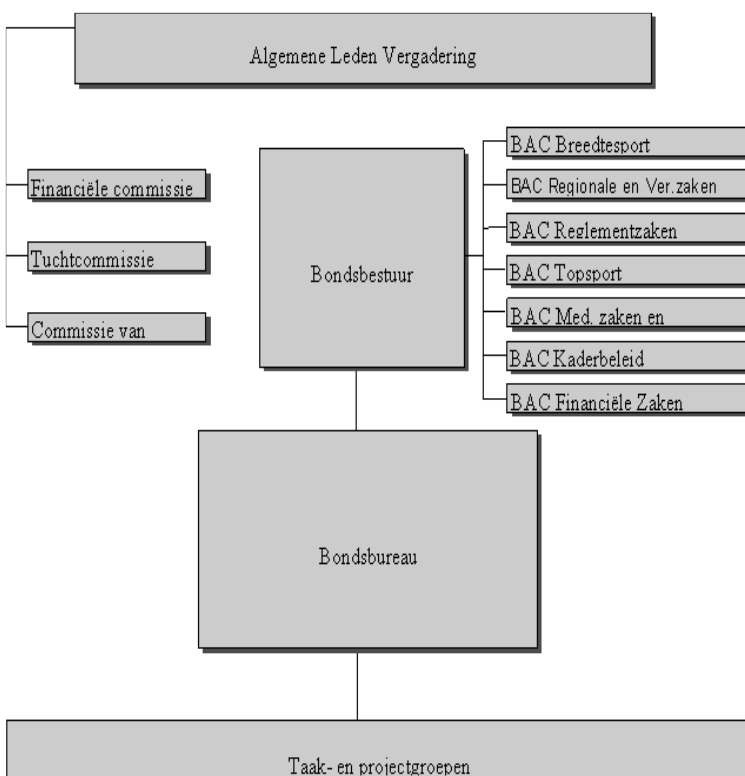 Algemene Leden Vergadering
Financiële commissie
Tuchtcommissie
Commissie van
Bondsbestuur
BAC Breedtesport
BAC Regionale en Ver.zaken
BAC Reglementzaken
BAC Topsport
BAC Med. zaken en
BAC Kaderbeleid
BAC Financiële Zaken
Bondsbureau
Taak- en projectgroepen